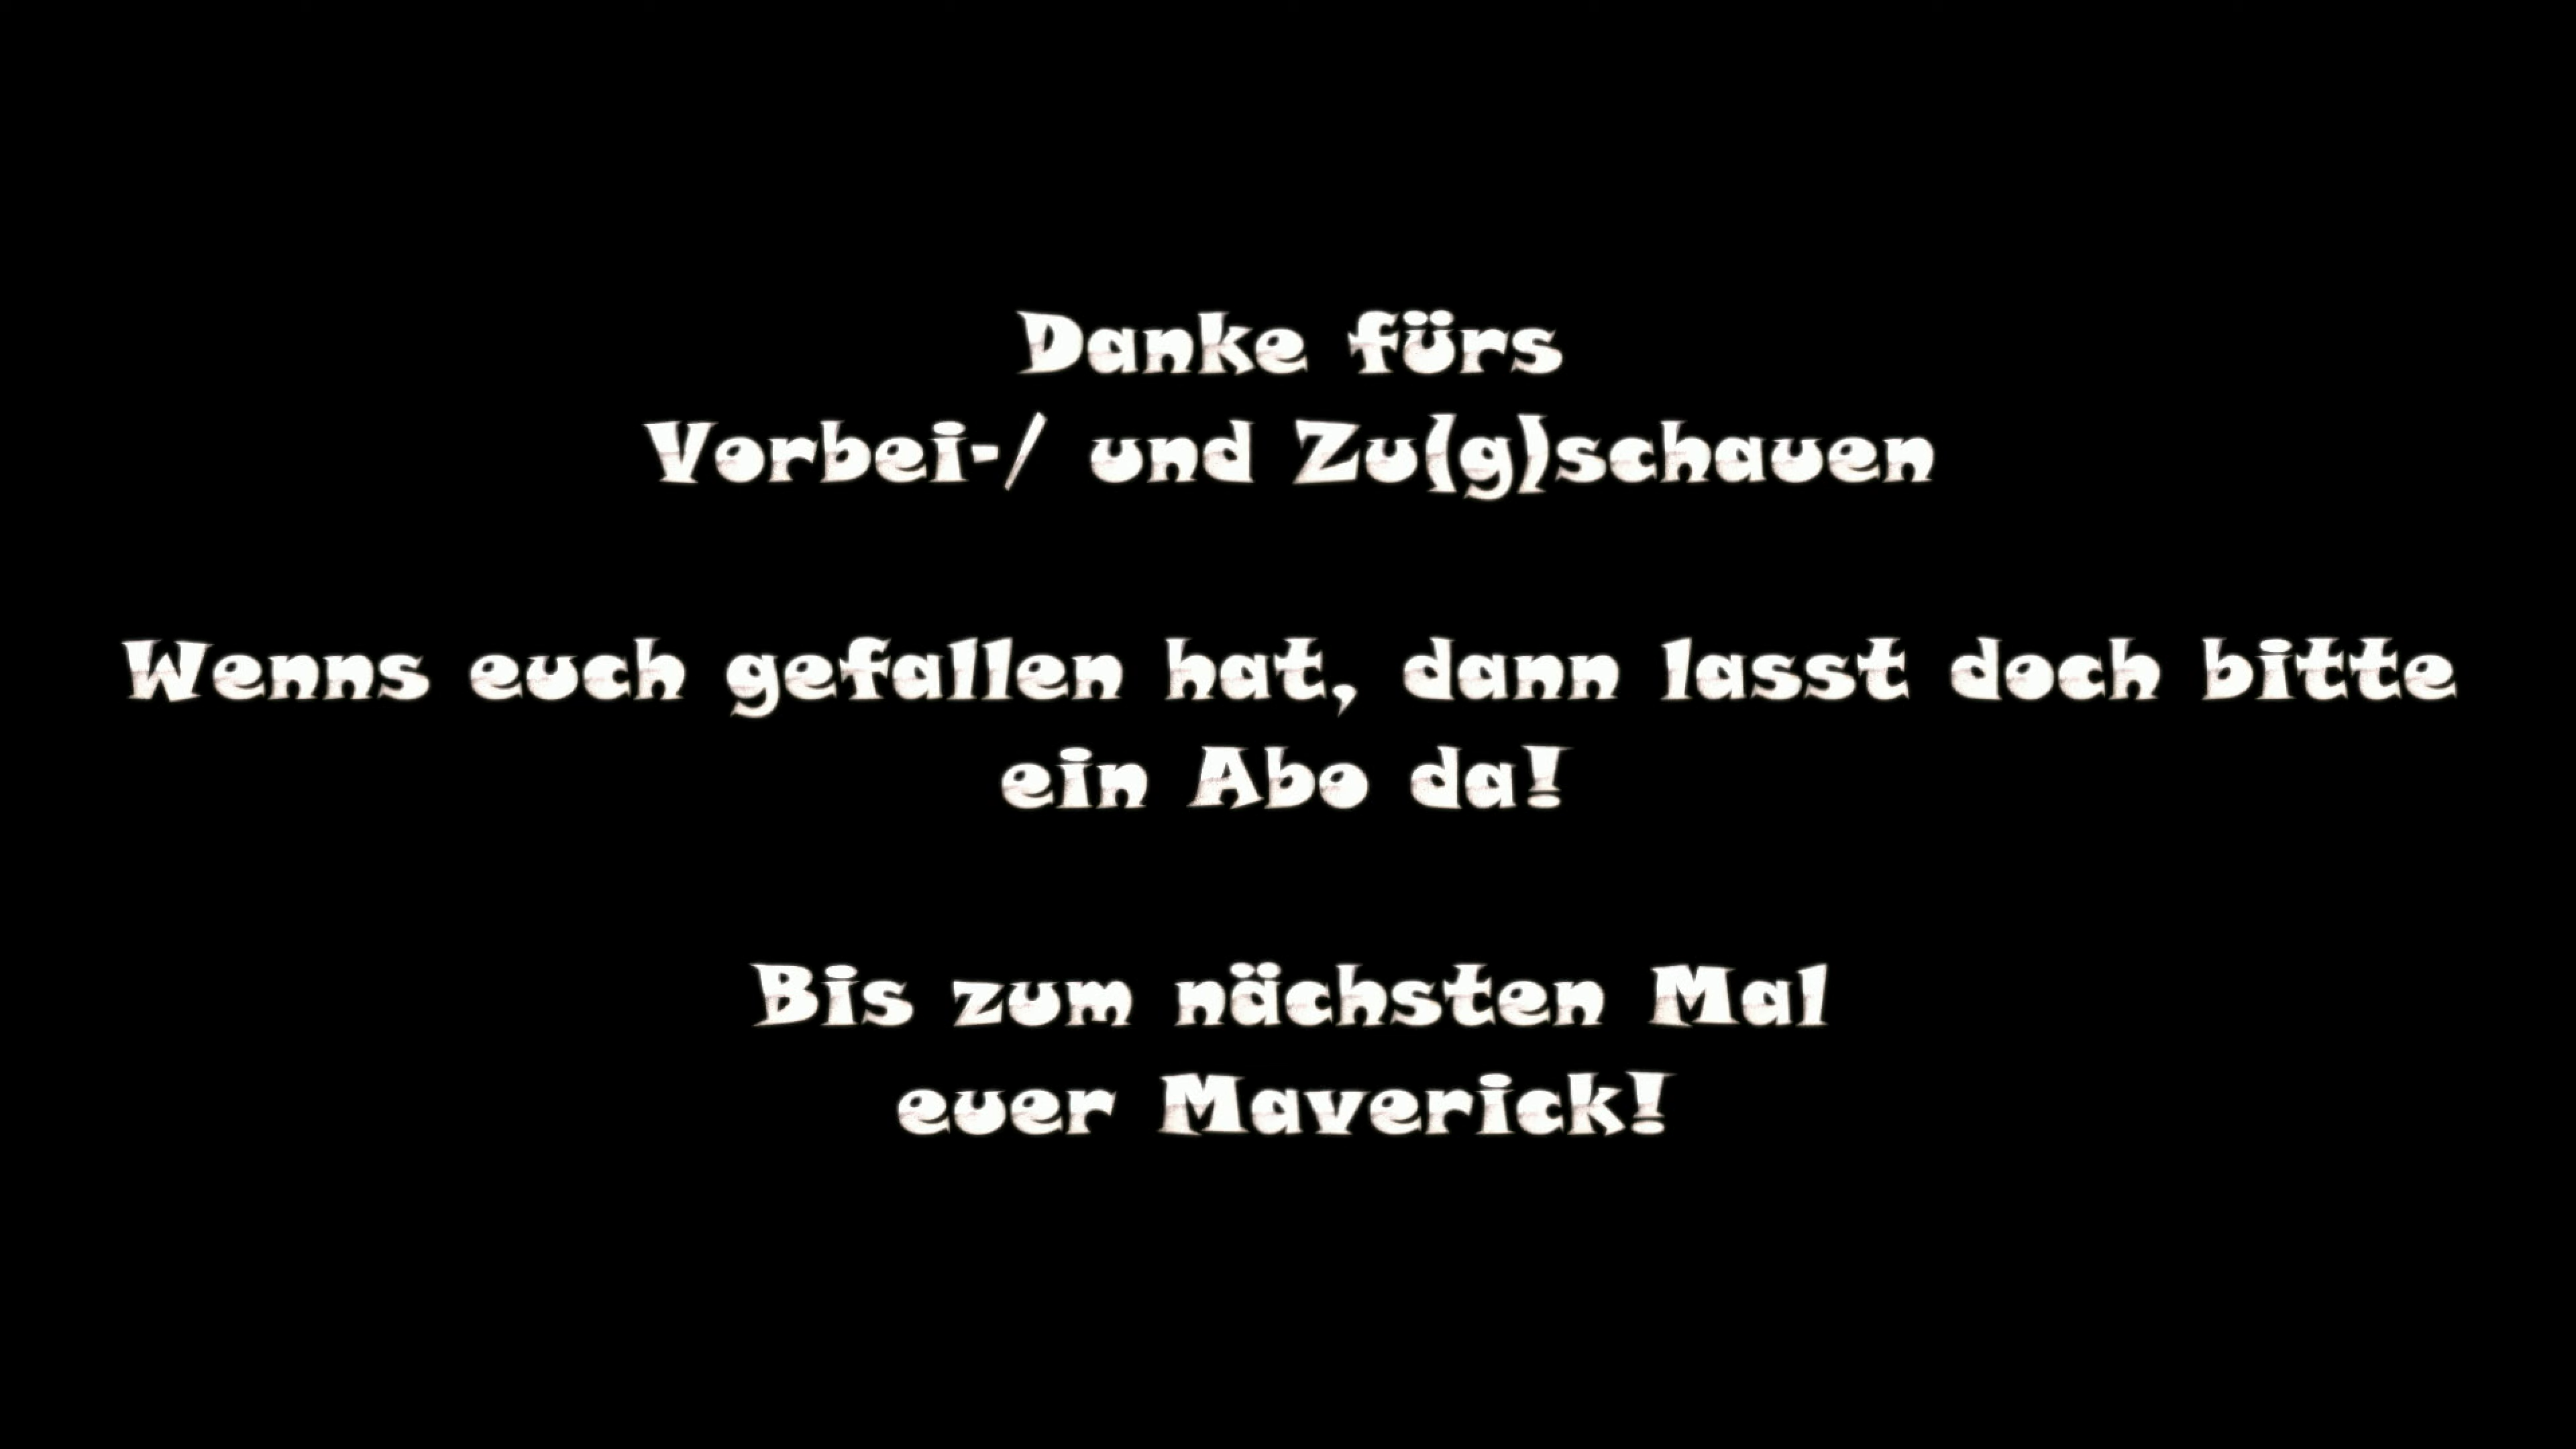 Danke fürs
Vorbei-/ und Zu(g)schauen
Wenns euch gefallen hat, dann lasst doch bitte
ein Abo da!
Bis zum nächsten Mal
euer Maverick!